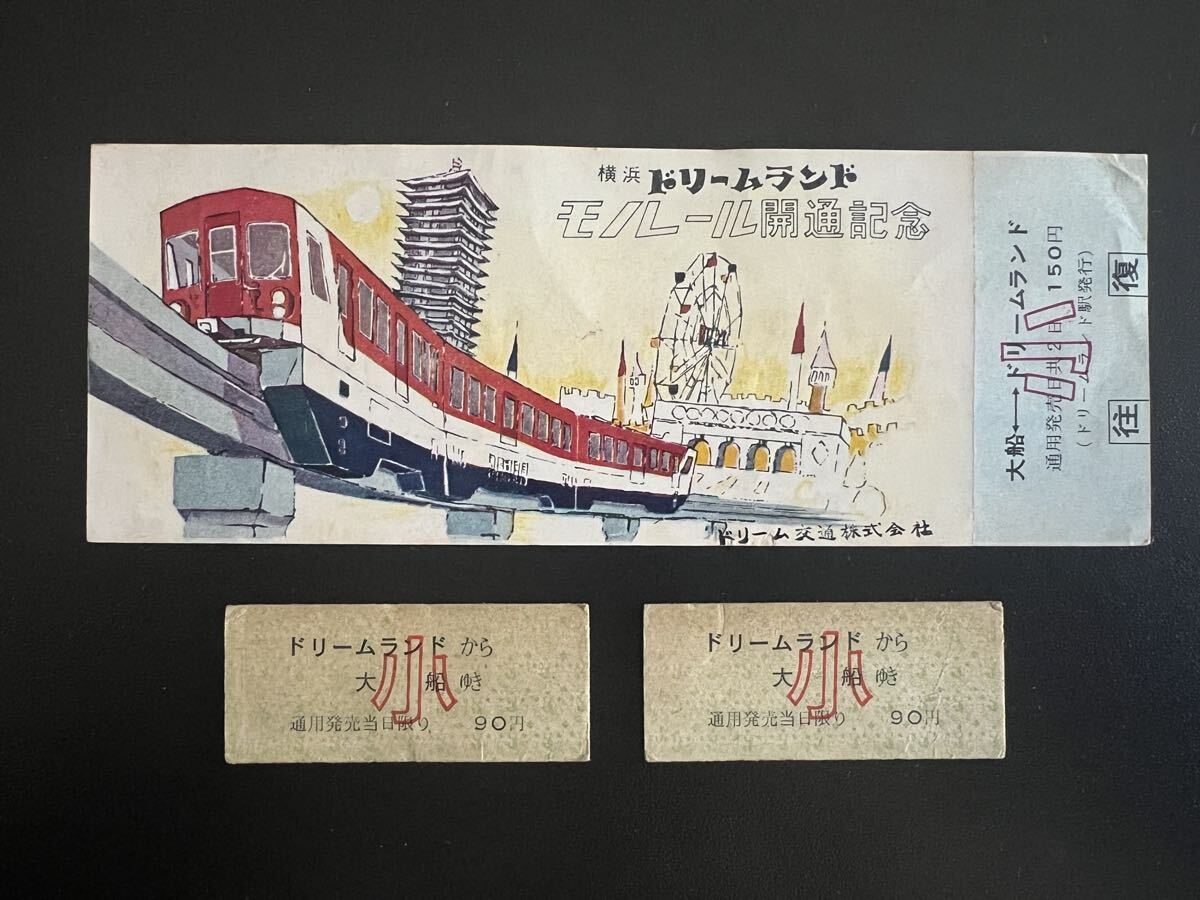 横浜 ドリームランド
モノレール開通記念
ドリーム交通株式会社
大船⟷ドリームランド
通用発売日共2日 150円
(ドリームランド駅発行)
小
復
往
ドリームランド から
大 船 ゆき
小
通用発売当日限り 90円
ドリームランド から
大 船 ゆき
小
通用発売当日限り 90円